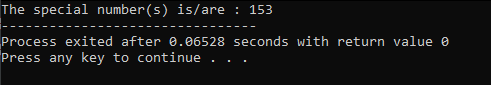 The special number(s) is/are : 153
--------------------------------
Process exited after 0.06528 seconds with return value 0
Press any key to continue . . .